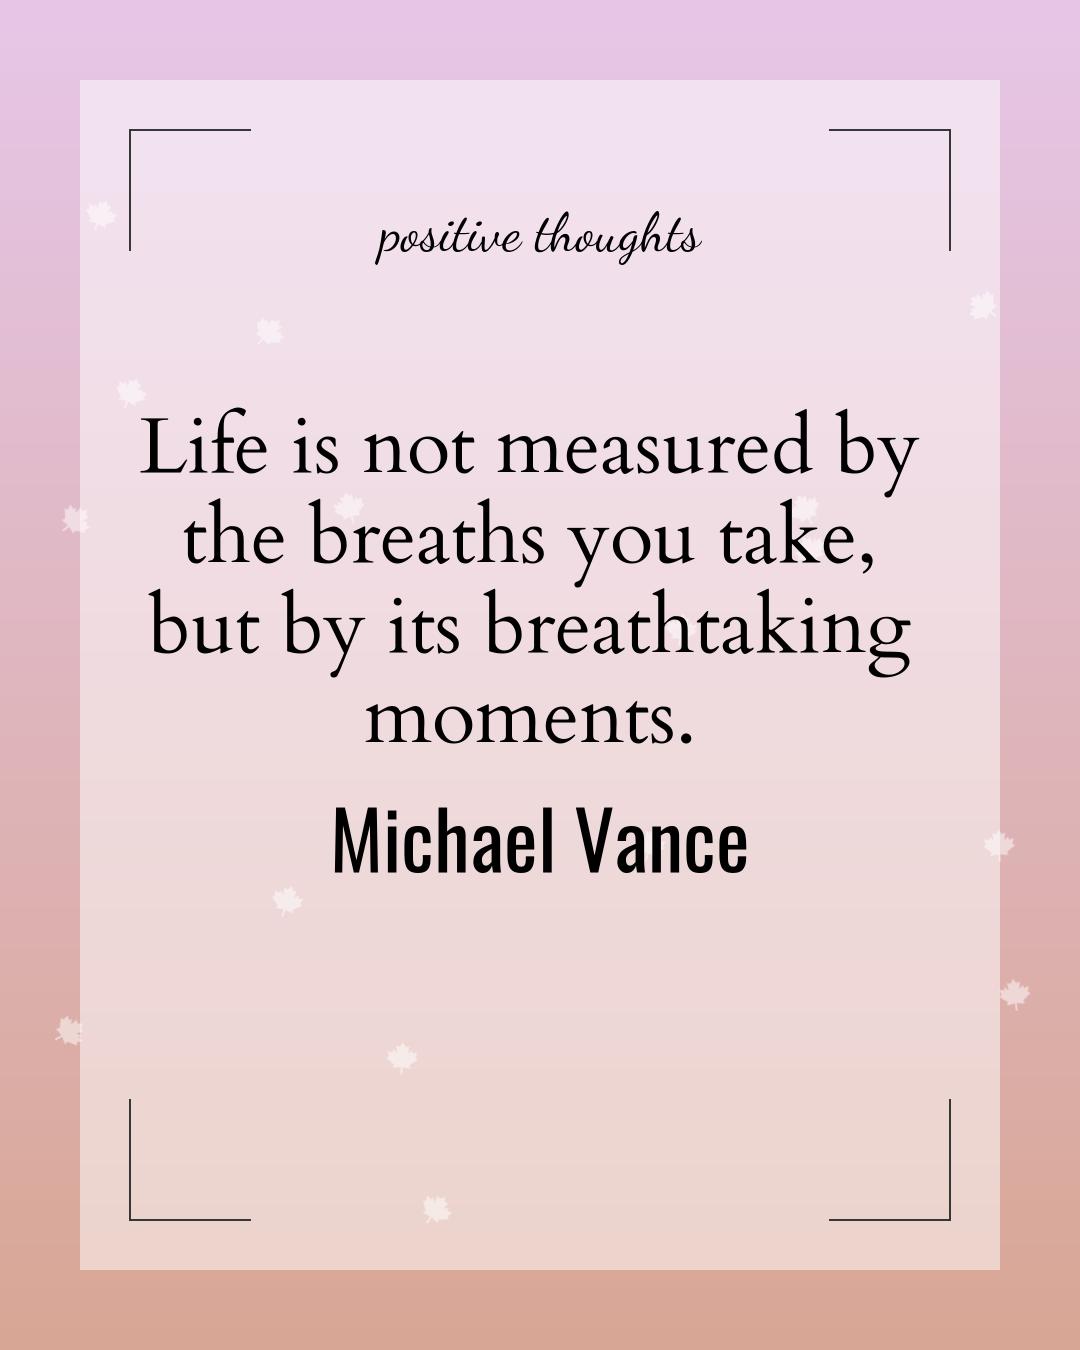 positive thoughts
Life is not measured by
the breaths you take,
but by its breathtaking
moments.
Michael Vance